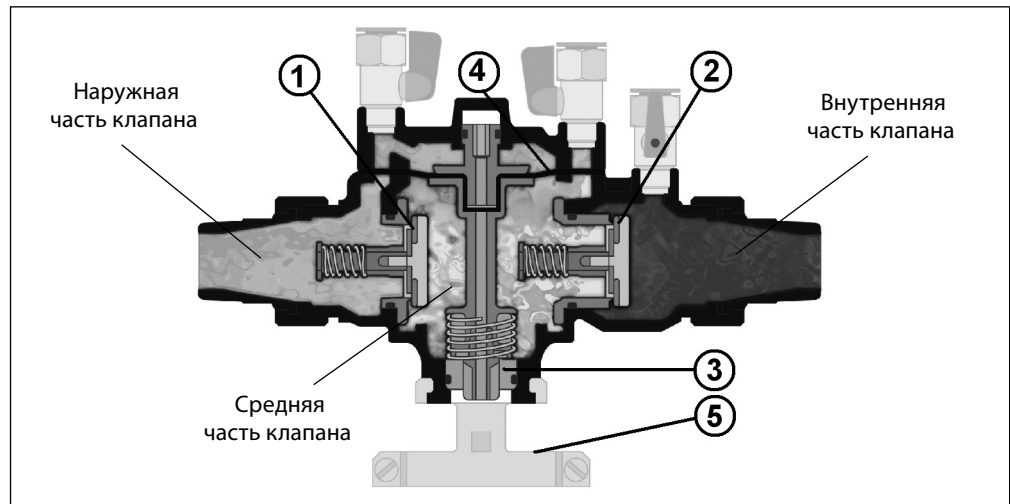 1
4
2
Наружная
часть клапана
Внутренняя
часть клапана
3
Средняя
часть клапана
5